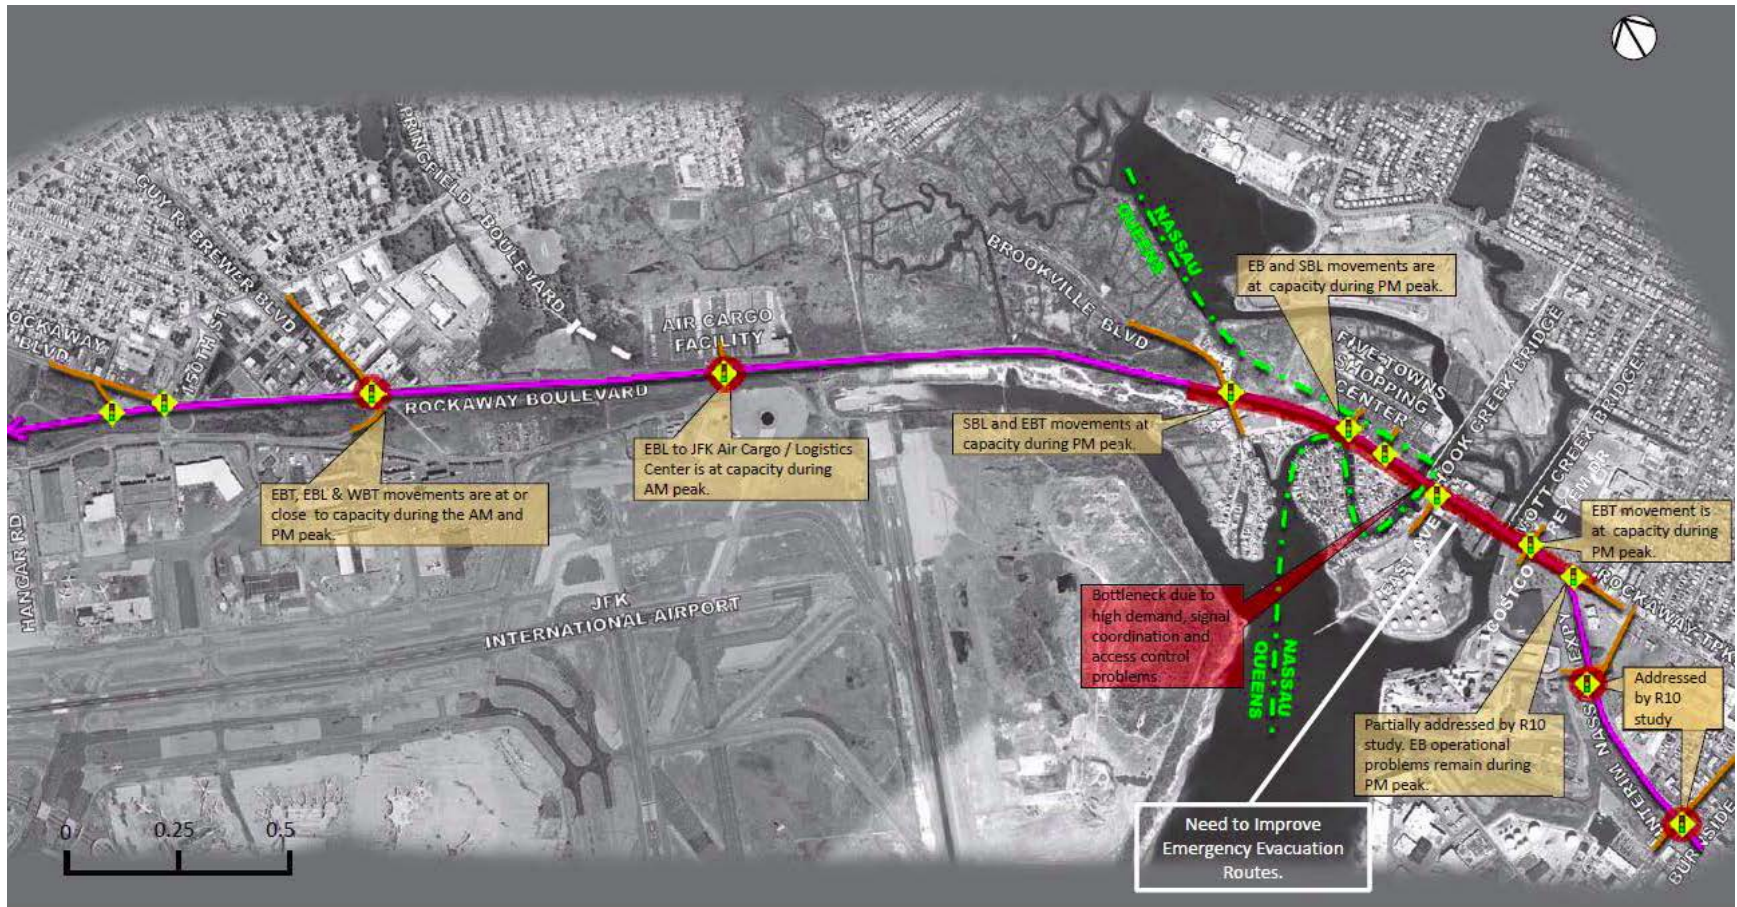 SPRINGFIELD BOULEVARD
GUY R. BREWER BLVD
150TH ST
BLVD
AIR CARGO
FACILITY
ROCKAWAY BOULEVARD
BROOKVILLE BLVD
NASSAU
QUEENS
EB and SBL movements are
at capacity during PM peak.
FIVE TOWNS
SHOPPING
CENTER
SBL and EBT movements at
capacity during PM peak.
EBL to JFK Air Cargo / Logistics
Center is at capacity during
AM peak.
EBT, EBL & WBT movements are at or
close to capacity during the AM and
PM peak.
EBT movement is
at capacity during
PM peak.
HANGAR RD
JFK
INTERNATIONAL AIRPORT
Bottleneck due to
high demand, signal
coordination and
access control
problems.
NASSAU
QUEENS
COSTCO
ROCKAWAY TPK
Addressed
by R10
study
Partially addressed by R10
study. EB operational
problems remain during
PM peak.
Need to Improve
Emergency Evacuation
Routes.
BURNSIDE
0 0.25 0.5